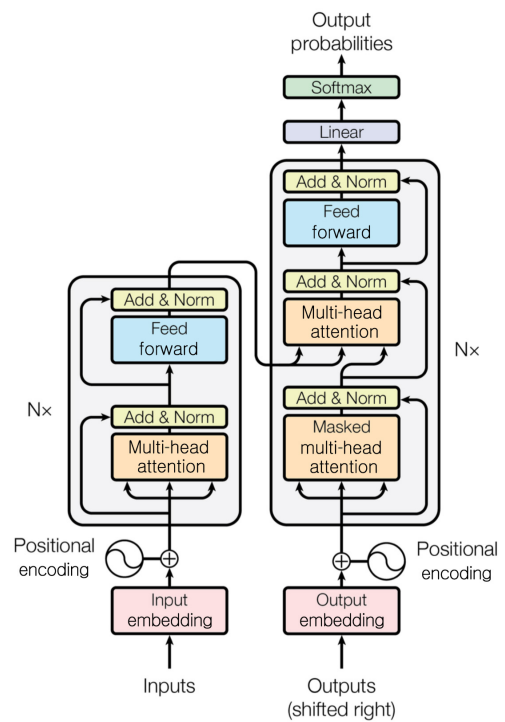 Output
probabilities
Softmax
Linear
Add & Norm
Feed
forward
Add & Norm
Multi-head
attention
Add & Norm
Masked
multi-head
attention
N×
Add & Norm
Feed
forward
Add & Norm
Multi-head
attention
N×
Positional
encoding
Positional
encoding
Input
embedding
Output
embedding
Inputs
Outputs
(shifted right)